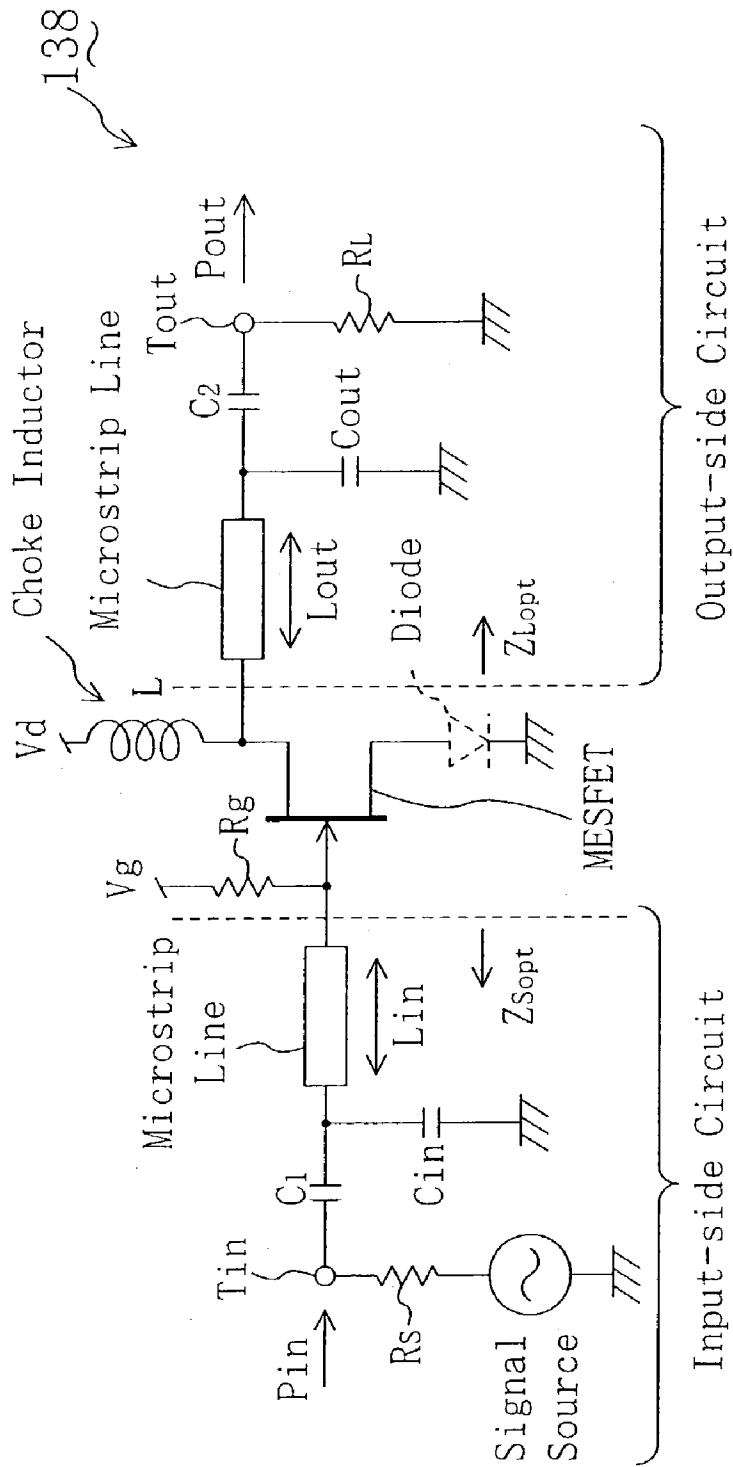 138
Choke Inductor
Microstrip Line
Tout
Pout
Vd
L
C2
RL
Vg
Rg
Lout
Cout
Microstrip
Line
Diode
ZLopt
MESFET
Tin
C1
Lin
Pin
Cin
ZSopt
Rs
Signal
Source
Input-side Circuit
Output-side Circuit